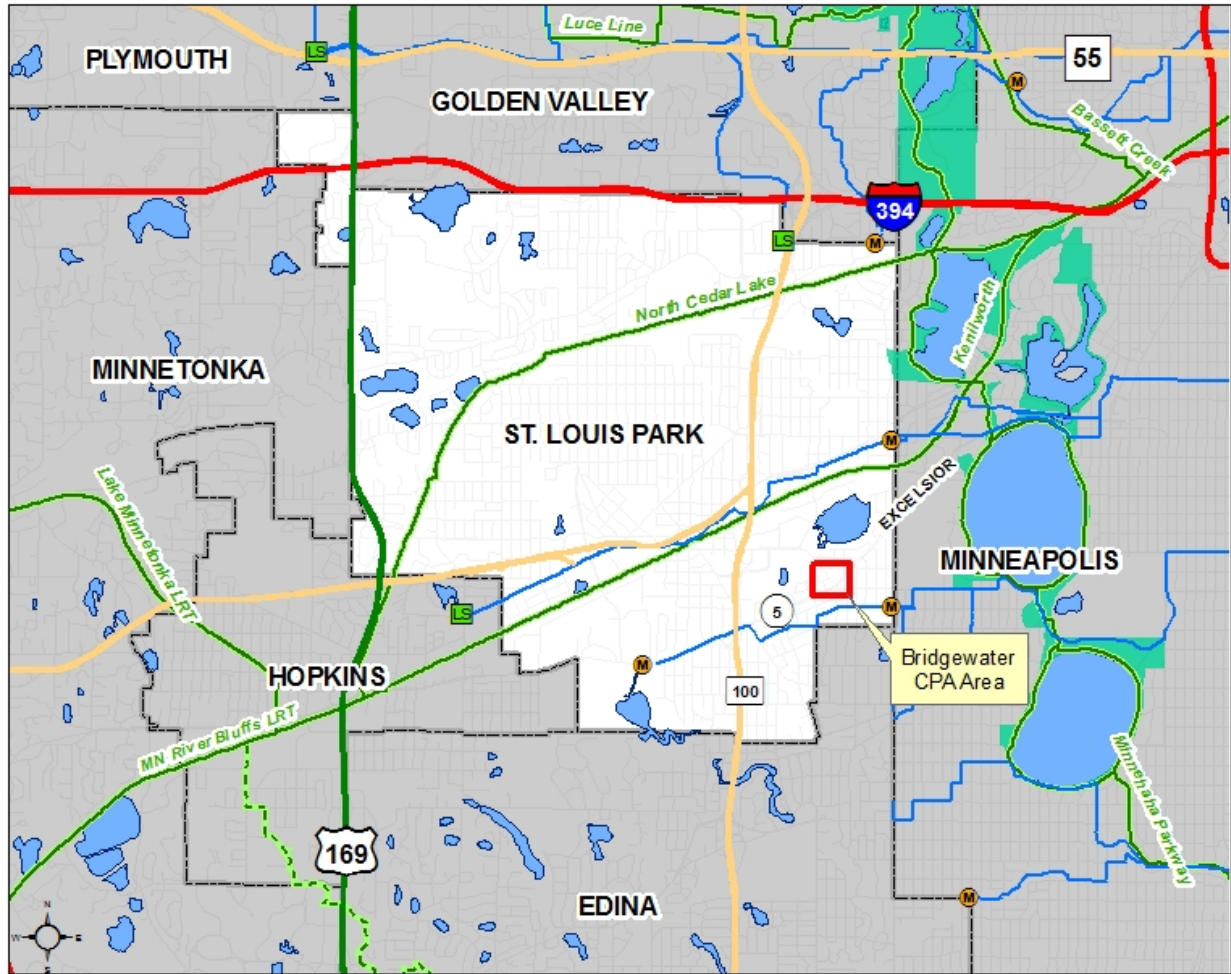 Luce Line
PLYMOUTH
LS
55
M
GOLDEN VALLEY
Bassett Creek
394
LS
M
North Cedar Lake
Kenilworth
MINNETONKA
ST. LOUIS PARK
M
EXCELSIOR
Lake Minnetonka LRT
MINNEAPOLIS
LS
5
M
Bridgewater
CPA Area
M
HOPKINS
100
MN River Bluffs LRT
Minnehaha Parkway
169
EDINA
M
N
W
E
S